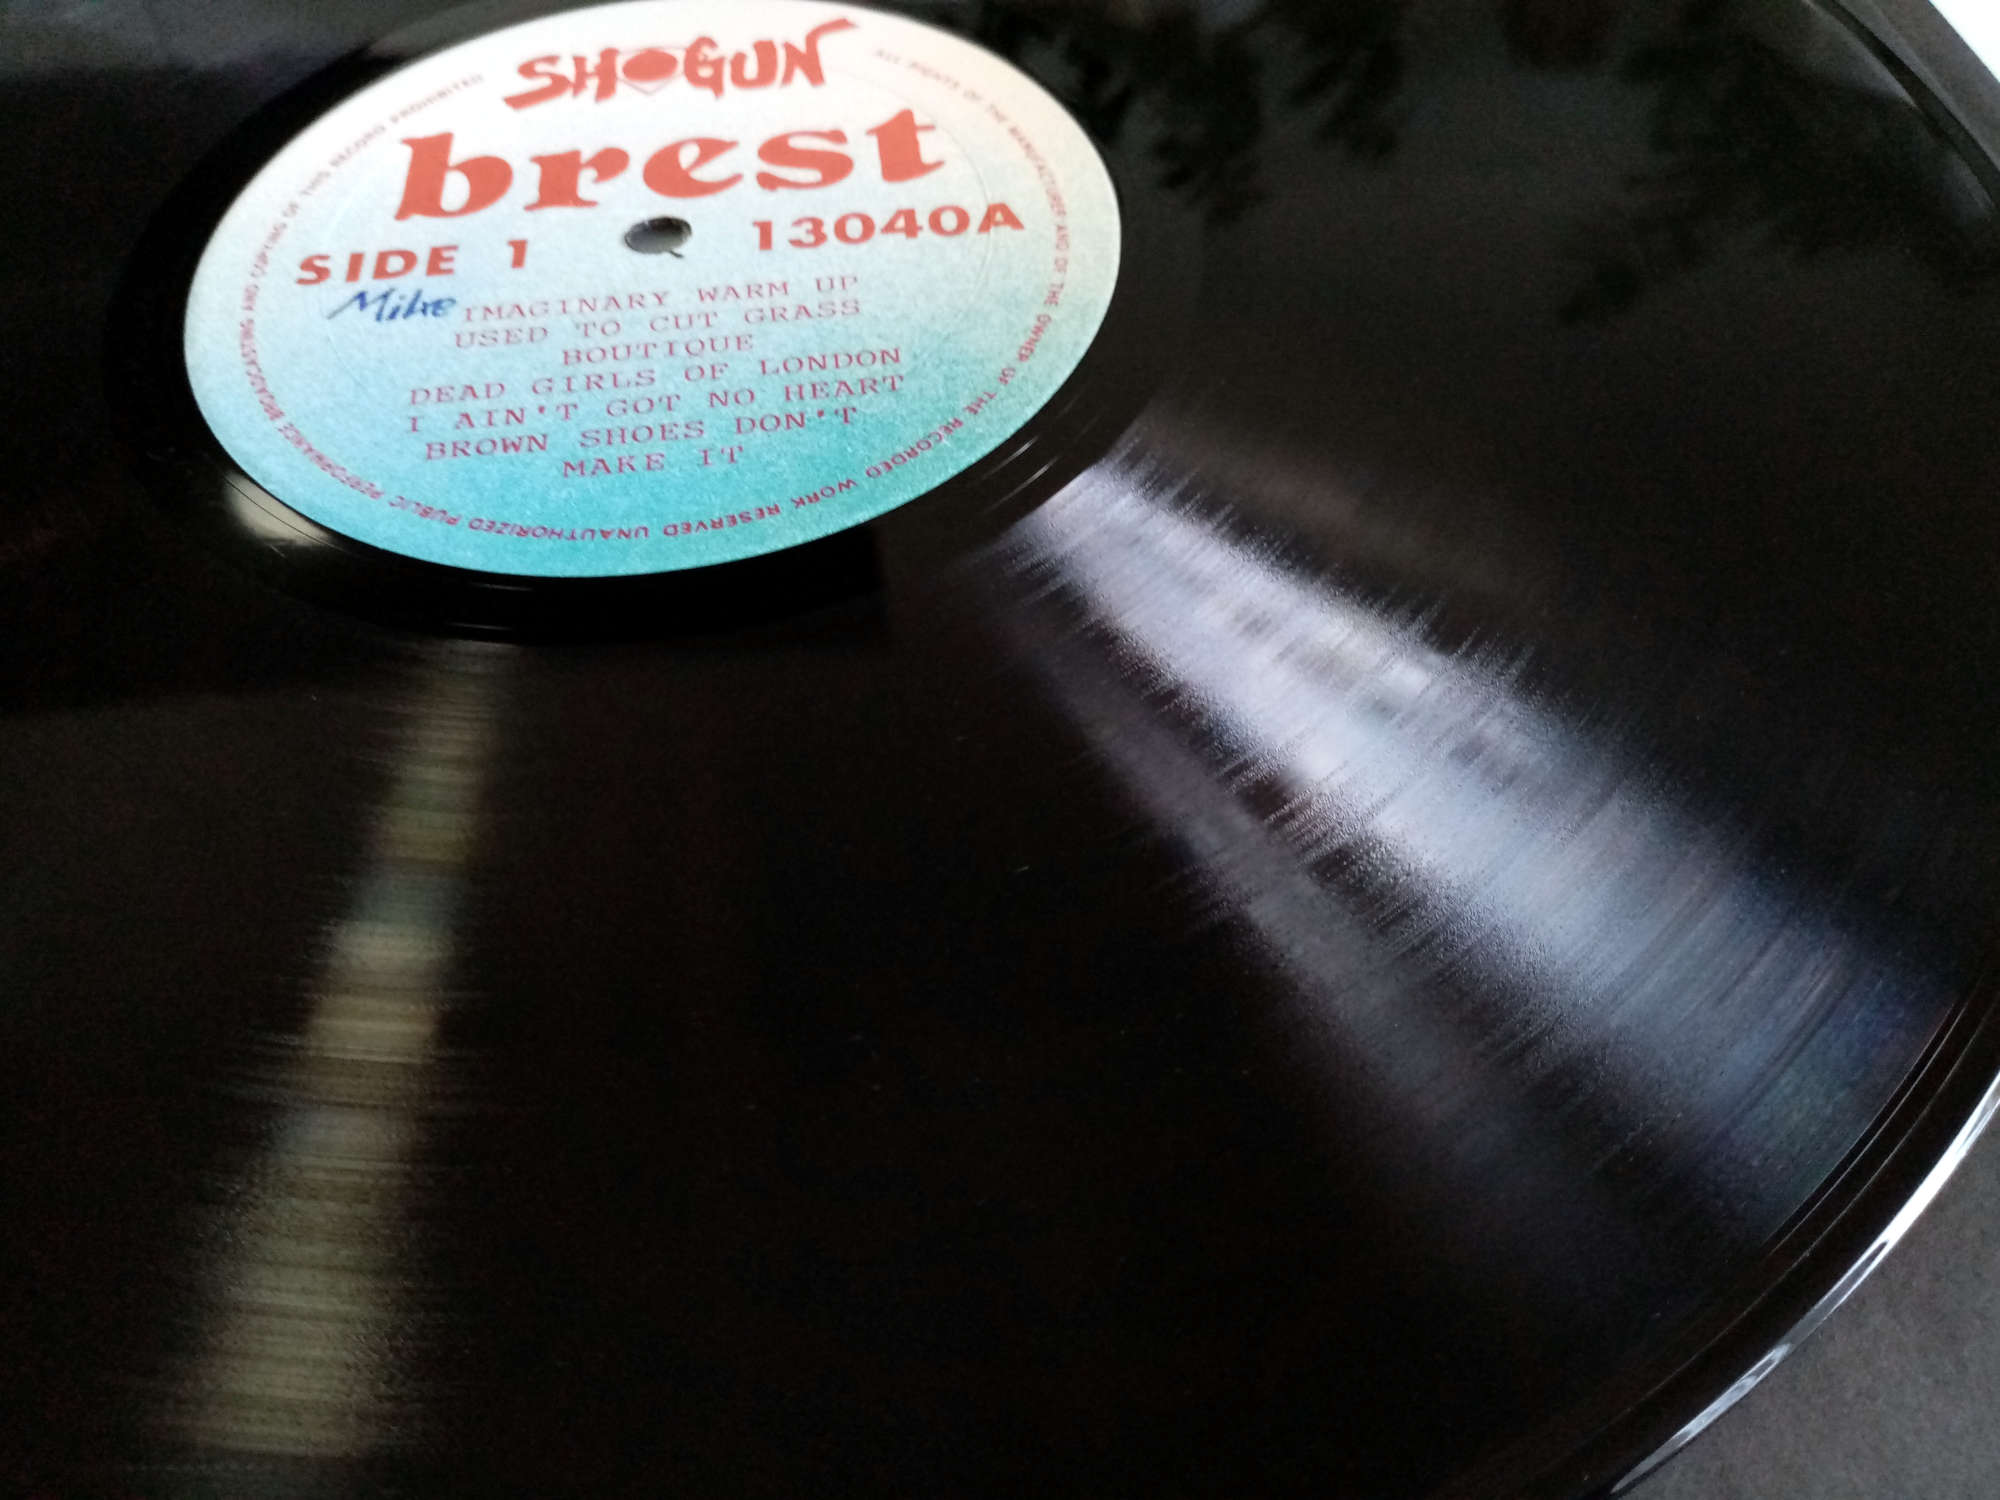 SHOGUN
brest
SIDE 1 13040A
Mike
IMAGINARY WARM UP
USED TO CUT GRASS
BOUTIQUE
DEAD GIRLS OF LONDON
I AIN'T GOT NO HEART
BROWN SHOES DON'T
MAKE IT
ALL RIGHTS OF THE MANUFACTURER AND OF THE OWNER OF THE RECORDED WORK RESERVED UNAUTHORIZED PUBLIC PERFORMANCE BROADCASTING AND COPYING OF THIS RECORD PROHIBITED